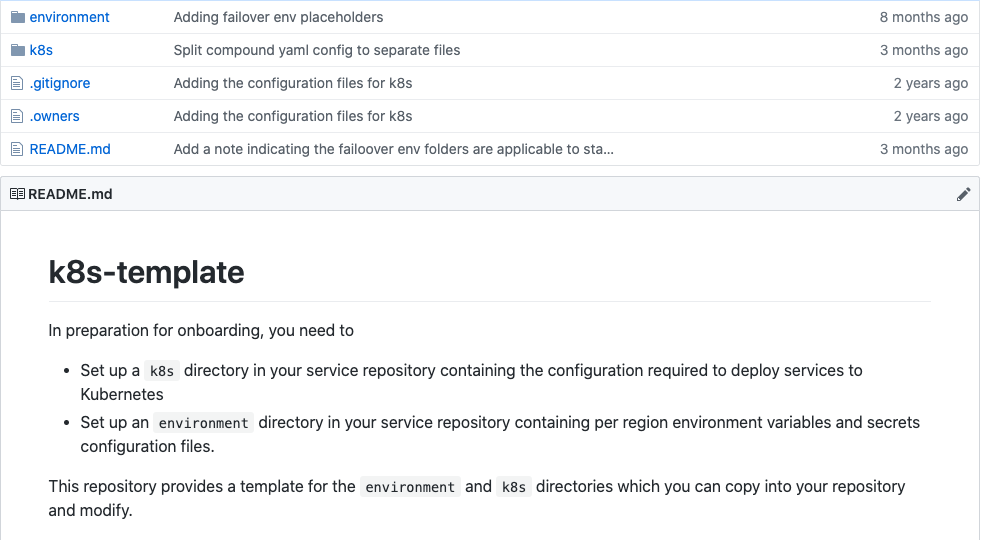 environment Adding failover env placeholders 8 months ago
k8s Split compound yaml config to separate files 3 months ago
.gitignore Adding the configuration files for k8s 2 years ago
.owners Adding the configuration files for k8s 2 years ago
README.md Add a note indicating the failoover env folders are applicable to sta... 3 months ago
README.md
k8s-template
In preparation for onboarding, you need to
• Set up a k8s directory in your service repository containing the configuration required to deploy services to
Kubernetes
• Set up an environment directory in your service repository containing per region environment variables and secrets
configuration files.
This repository provides a template for the environment and k8s directories which you can copy into your repository
and modify.